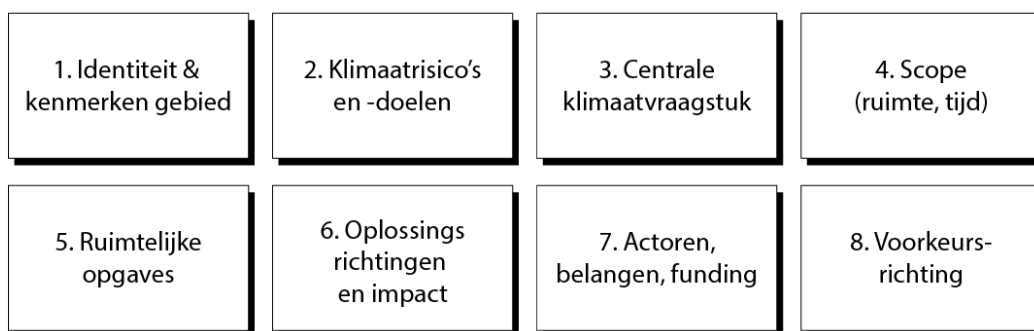 1. Identiteit &
kenmerken gebied
2. Klimaatrisico's
en -doelen
3. Centrale
klimaatvraagstuk
4. Scope
(ruimte, tijd)
5. Ruimtelijke
opgaves
6. Oplossings
richtingen
en impact
7. Actoren,
belangen, funding
8. Voorkeurs-
richting